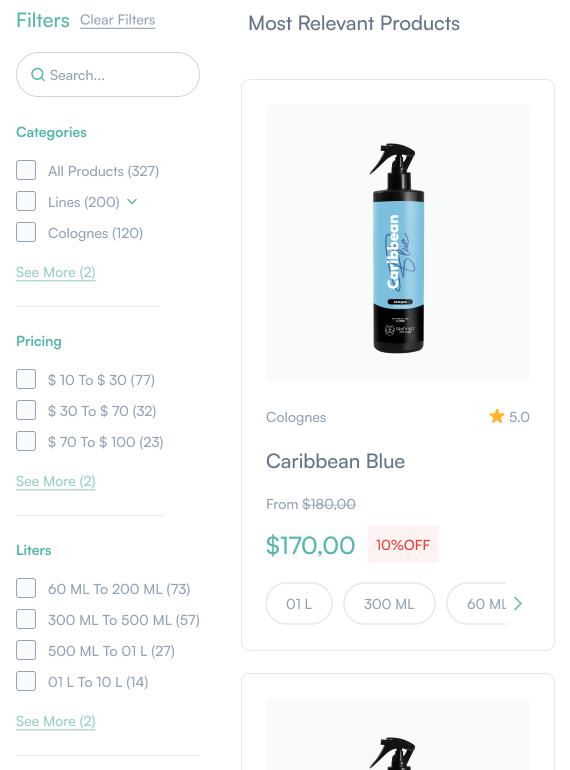 Filters Clear Filters
Search...
Categories
All Products (327)
Lines (200)
Colognes (120)
See More (2)
Pricing
$ 10 To $ 30 (77)
$ 30 To $ 70 (32)
$ 70 To $ 100 (23)
See More (2)
Liters
60 ML To 200 ML (73)
300 ML To 500 ML (57)
500 ML To 01 L (27)
01 L To 10 L (14)
See More (2)
Most Relevant Products
Caribbean
Blue
Colognes
5.0
Caribbean Blue
From $180,00
$170,00 10%OFF
01 L 300 ML 60 ML